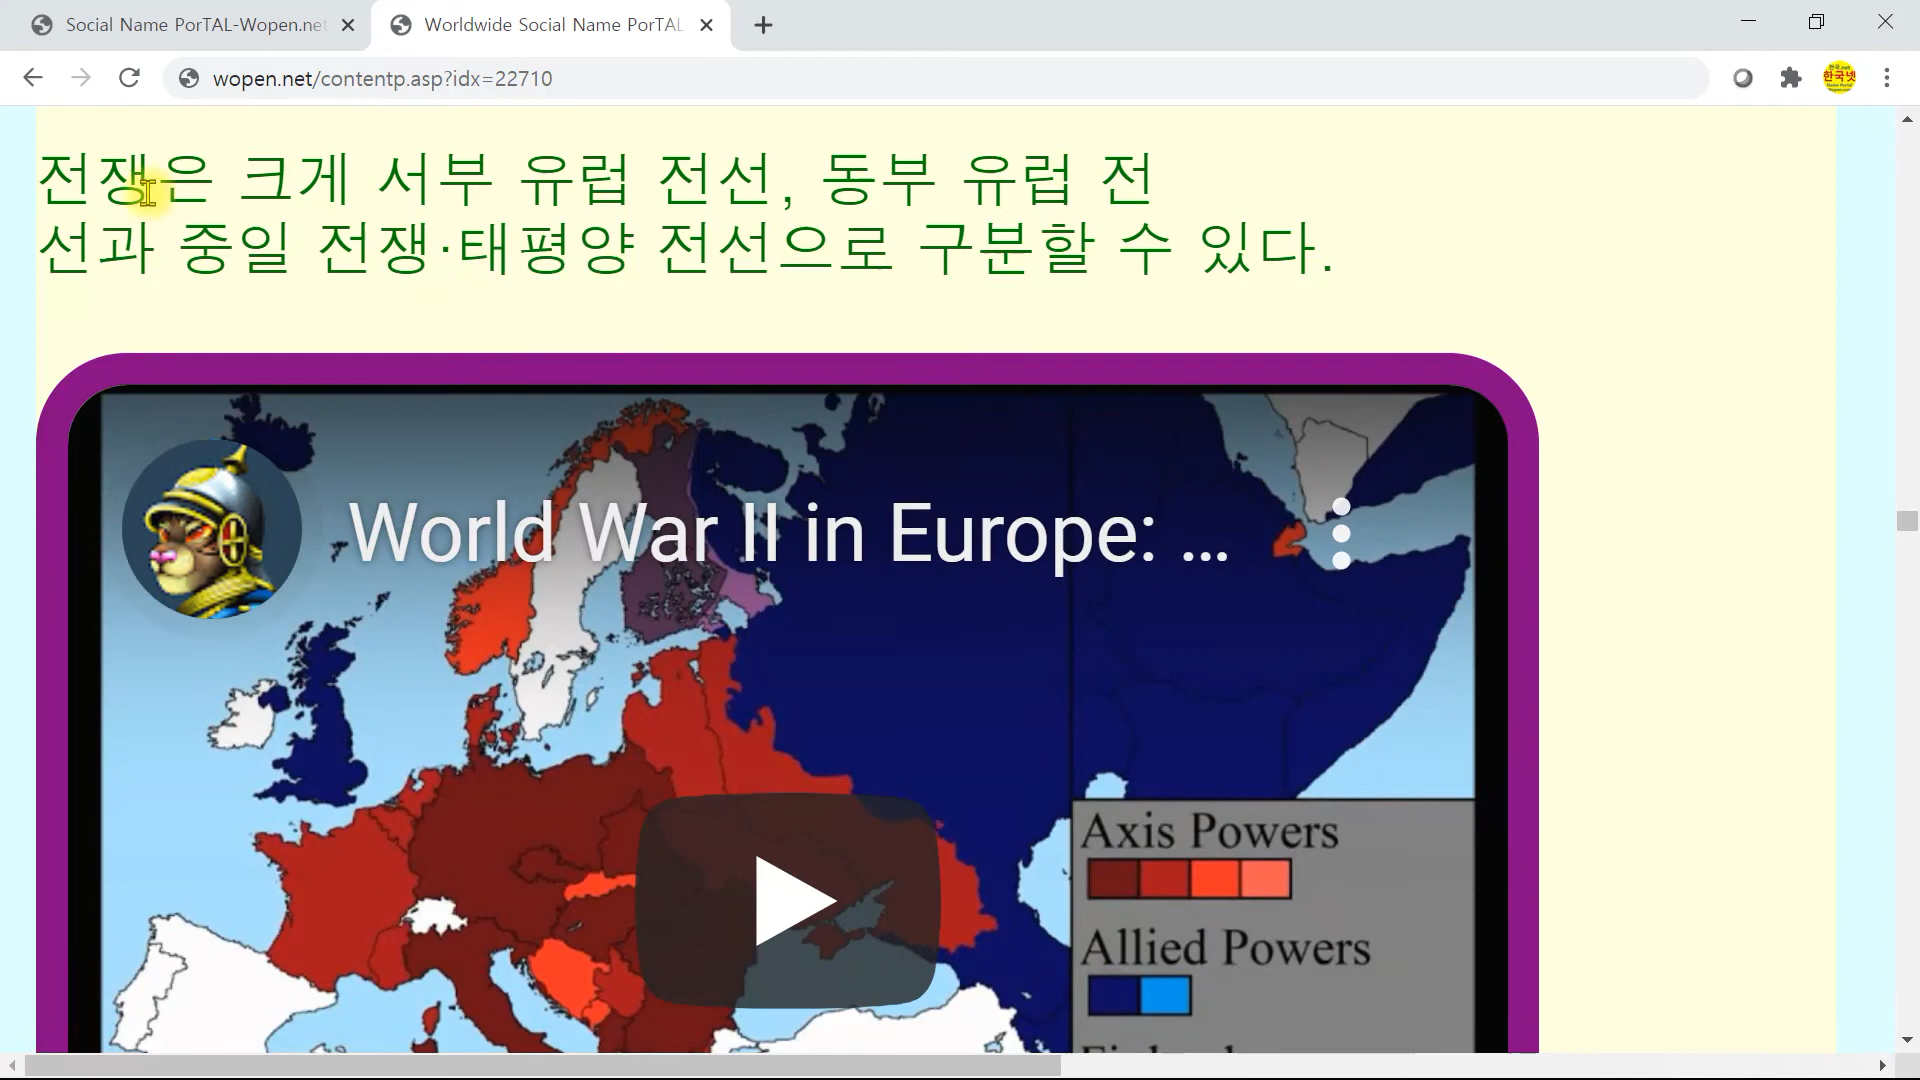 Social Name PorTAL-Wopen.net
Worldwide Social Name PorTAL
wopen.net/contentp.asp?idx=22710
한국넷
전쟁은 크게 서부 유럽 전선, 동부 유럽 전
선과 중일 전쟁·태평양 전선으로 구분할 수 있다.
World War II in Europe: ...
Axis Powers
Allied Powers